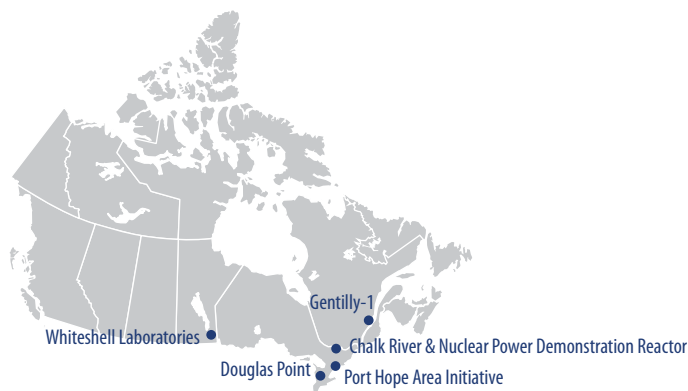 Gentilly-1
Whiteshell Laboratories
Chalk River & Nuclear Power Demonstration Reactor
Douglas Point
Port Hope Area Initiative